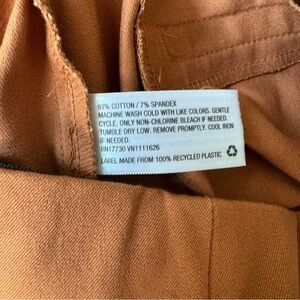 93% COTTON / 7% SPANDEX
MACHINE WASH COLD WITH LIKE COLORS. GENTLE
CYCLE. ONLY NON-CHLORINE BLEACH IF NEEDED.
TUMBLE DRY LOW. REMOVE PROMPTLY. COOL IRON
IF NEEDED.
RN17730 VN1111626
LABEL MADE FROM 100% RECYCLED PLASTIC